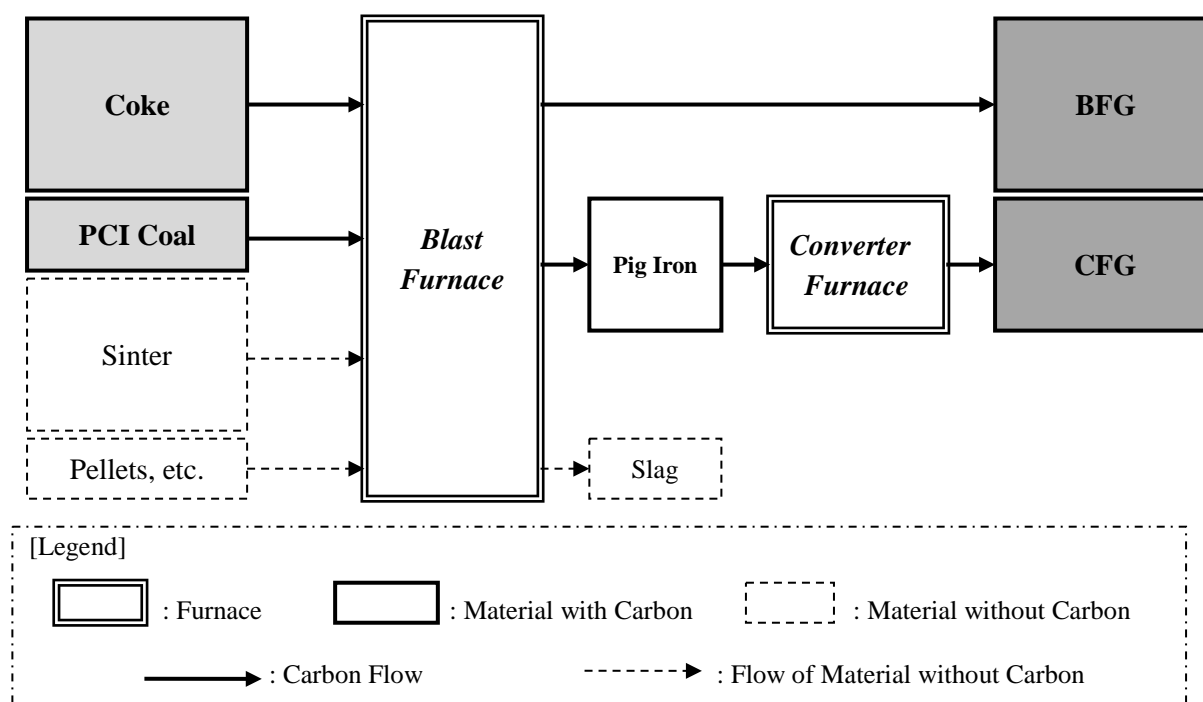 Coke
BFG
PCI Coal
Blast
Furnace
Pig Iron
Converter
Furnace
CFG
Sinter
Pellets, etc.
Slag
[Legend]
: Furnace
: Material with Carbon
: Material without Carbon
: Carbon Flow
: Flow of Material without Carbon